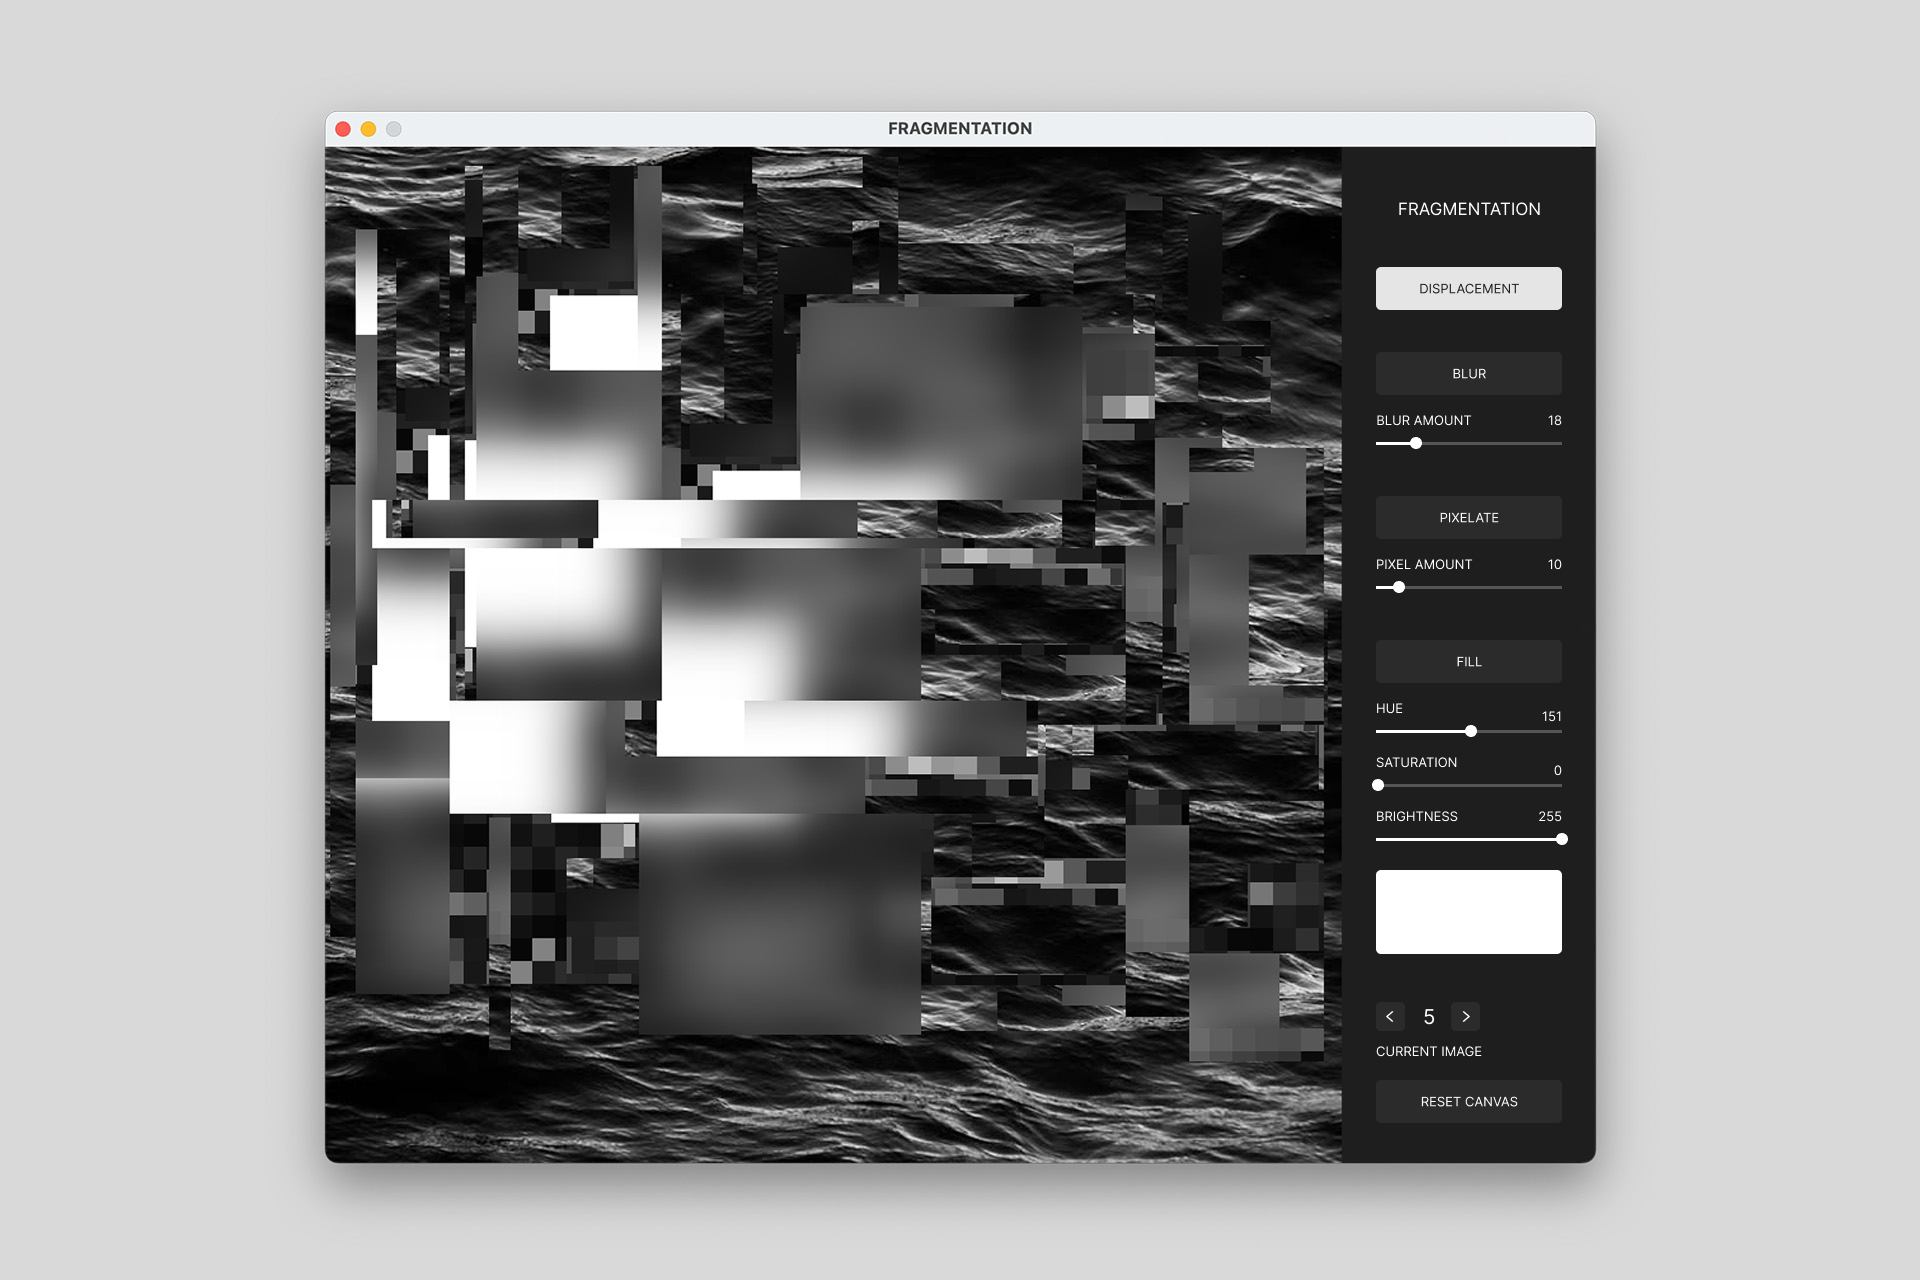 FRAGMENTATION
FRAGMENTATION
DISPLACEMENT
BLUR
BLUR AMOUNT 18
PIXELATE
PIXEL AMOUNT 10
FILL
HUE 151
SATURATION 0
BRIGHTNESS 255
< 5 >
CURRENT IMAGE
RESET CANVAS